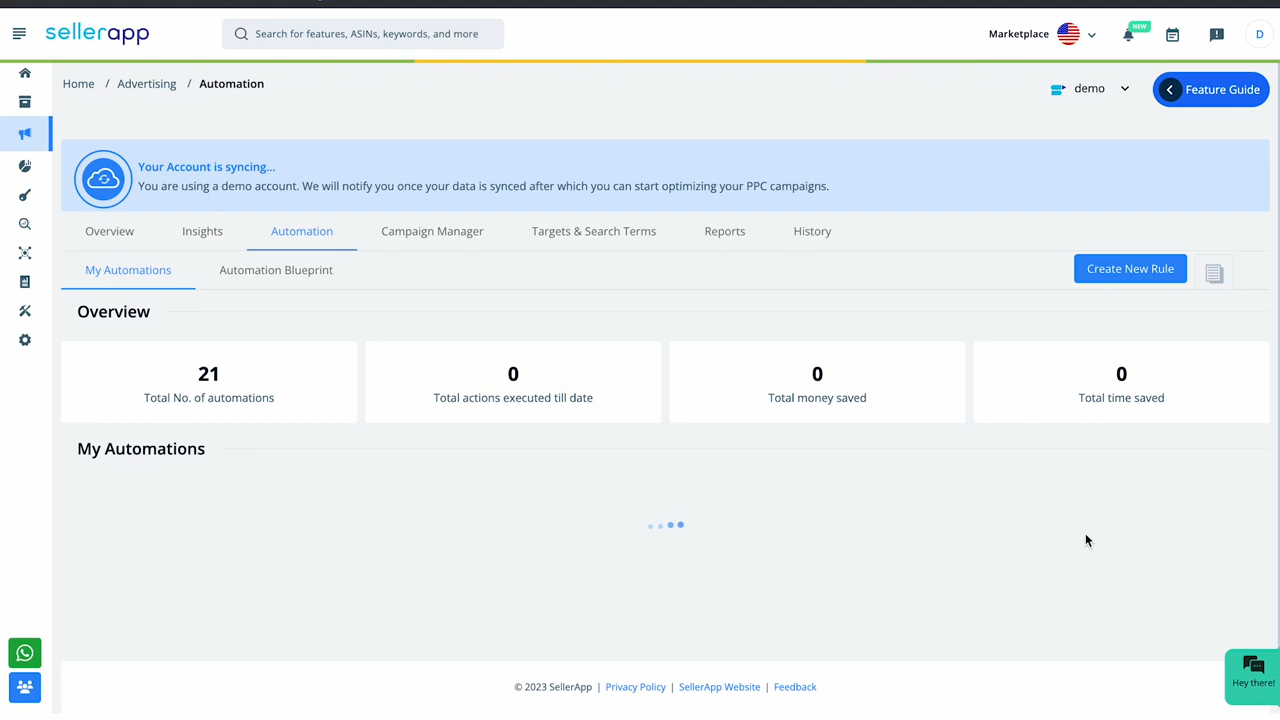 sellerapp
Search for features, ASINs, keywords, and more
Marketplace
NEW
D
Home / Advertising / Automation
demo
Feature Guide
Your Account is syncing...
You are using a demo account. We will notify you once your data is synced after which you can start optimizing your PPC campaigns.
Overview Insights Automation Campaign Manager Targets & Search Terms Reports History
My Automations Automation Blueprint
Create New Rule
Overview
21 0 0 0
Total No. of automations Total actions executed till date Total money saved Total time saved
My Automations
© 2023 SellerApp | Privacy Policy | SellerApp Website | Feedback
Hey there!